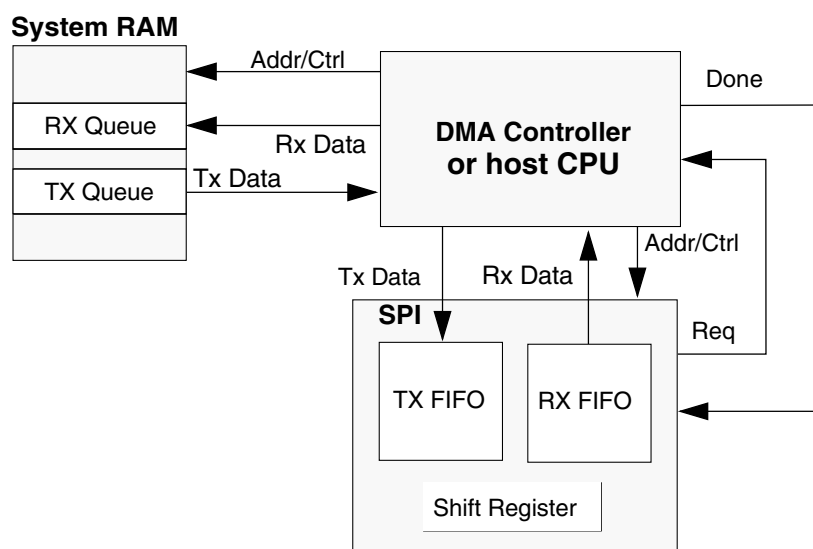 System RAM
Addr/Ctrl
Done
RX Queue
Rx Data
DMA Controller
or host CPU
TX Queue
Tx Data
Addr/Ctrl
Tx Data
Rx Data
SPI
Req
TX FIFO
RX FIFO
Shift Register